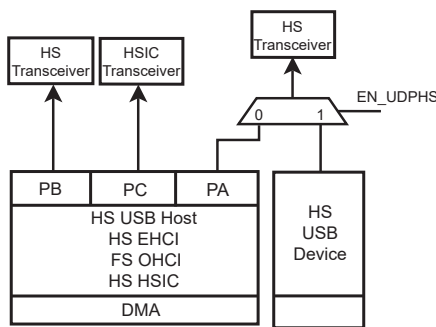 HS
Transceiver
HSIC
Transceiver
HS
Transceiver
EN_UDPHS
0
1
PB
PC
PA
HS USB Host
HS EHCI
FS OHCI
HS HSIC
DMA
HS
USB
Device